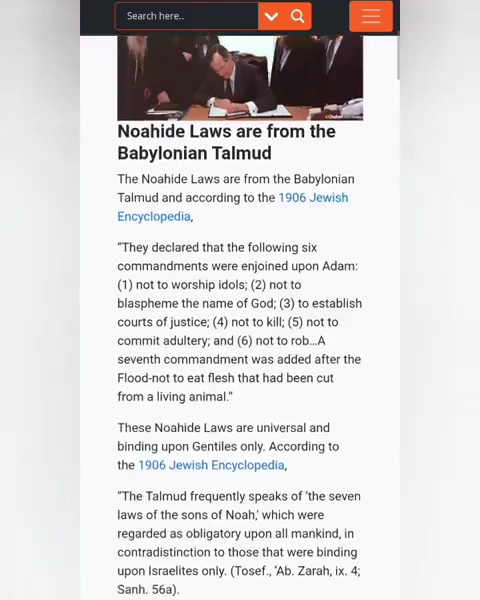 Search here..
Noahide Laws are from the
Babylonian Talmud
The Noahide Laws are from the Babylonian
Talmud and according to the 1906 Jewish
Encyclopedia,
“They declared that the following six
commandments were enjoined upon Adam:
(1) not to worship idols; (2) not to
blaspheme the name of God; (3) to establish
courts of justice; (4) not to kill; (5) not to
commit adultery; and (6) not to rob…A
seventh commandment was added after the
Flood-not to eat flesh that had been cut
from a living animal.”
These Noahide Laws are universal and
binding upon Gentiles only. According to
the 1906 Jewish Encyclopedia,
“The Talmud frequently speaks of ‘the seven
laws of the sons of Noah,’ which were
regarded as obligatory upon all mankind, in
contradistinction to those that were binding
upon Israelites only. (Tosef., ‘Ab. Zarah, ix. 4;
Sanh. 56a).